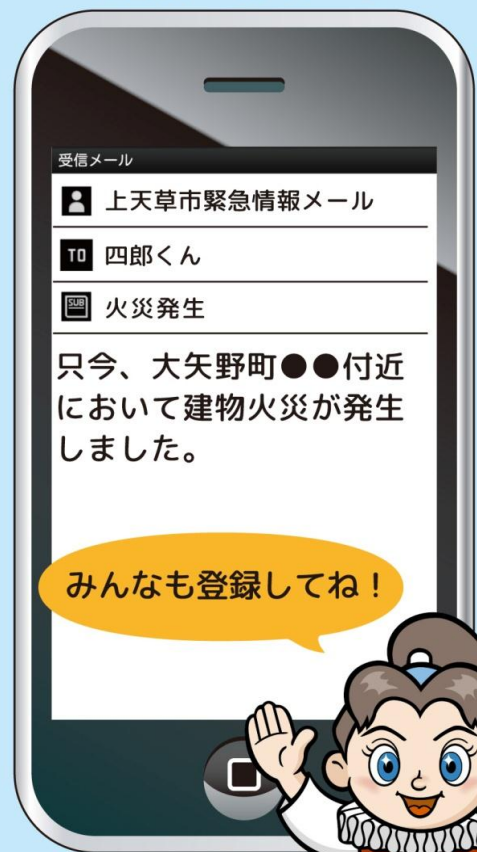 受信メール
上天草市緊急情報メール
TO 四郎くん
SUB 火災発生
只今、大矢野町●●付近
において建物火災が発生
しました。
みんなも登録してね！